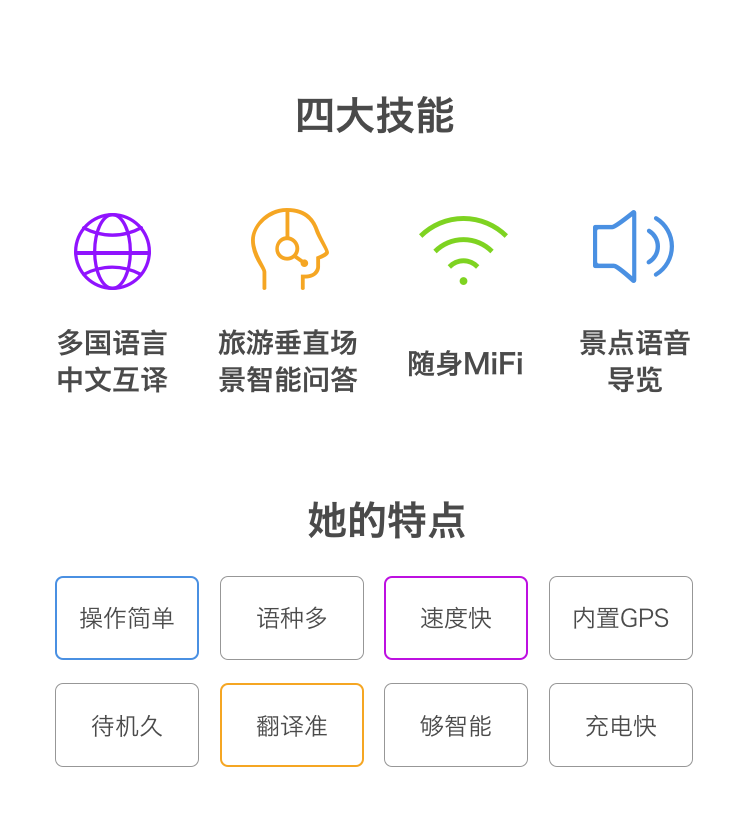 四大技能
多国语言
中文互译
旅游垂直场
景智能问答
随身MiFi
景点语音
导览
她的特点
操作简单
语种多
速度快
内置GPS
待机久
翻译准
够智能
充电快